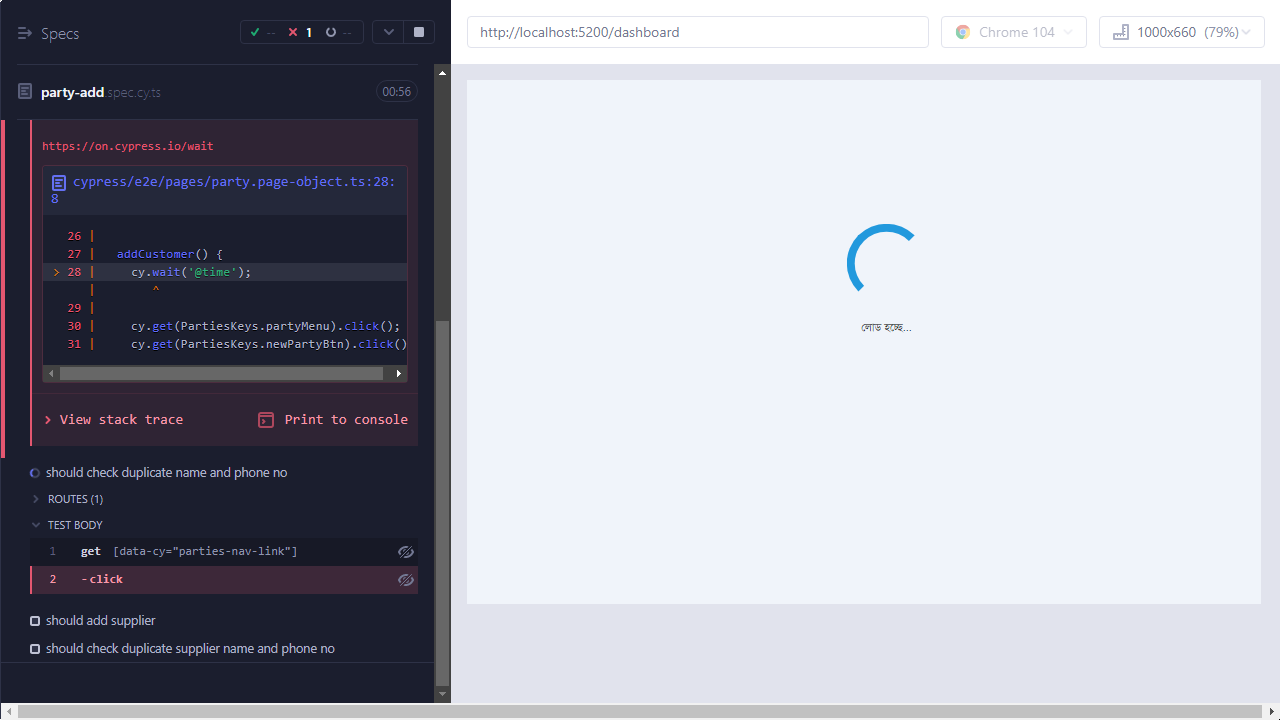 Specs
-- 1 --
party-add.spec.cy.ts
00:56
https://on.cypress.io/wait
cypress/e2e/pages/party.page-object.ts:28:
8
26 |
27 | addCustomer() {
> 28 | cy.wait('@time');
| ^
29 |
30 | cy.get(PartiesKeys.partyMenu).click();
31 | cy.get(PartiesKeys.newPartyBtn).click()
View stack trace
Print to console
should check duplicate name and phone no
ROUTES (1)
TEST BODY
1 get [data-cy="parties-nav-link"]
2 -click
should add supplier
should check duplicate supplier name and phone no
http://localhost:5200/dashboard
Chrome 104
1000x660 (79%)
লোড হচ্ছে...